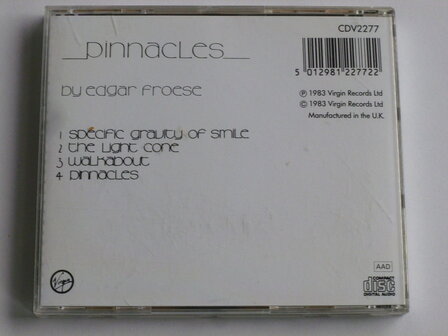 PINNACLES
CDV2277
5 012981 227722
BY EDGAR FROESE
℗ 1983 Virgin Records Ltd
© 1983 Virgin Records Ltd
Manufactured in the U.K.
1 SPECIFIC GRAVITY OF SMILE
2 THE LIGHT CONE
3 WALKABOUT
4 PINNACLES
Virgin
AAD
COMPACT
disc
DIGITAL AUDIO